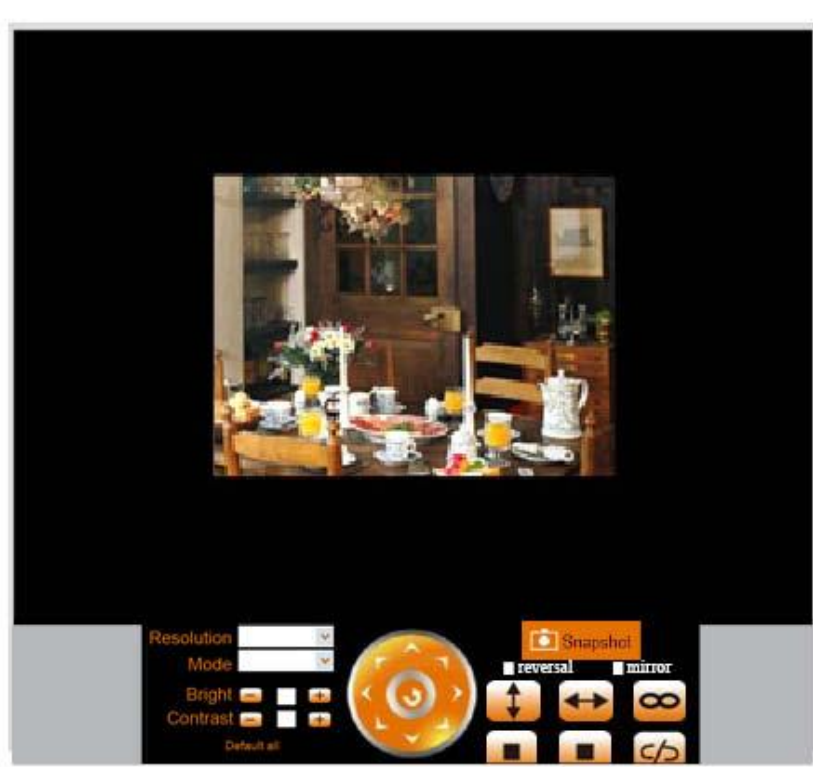 Resolution
Mode
Bright
Contrast
Default all
Snapshot
reversal
mirror